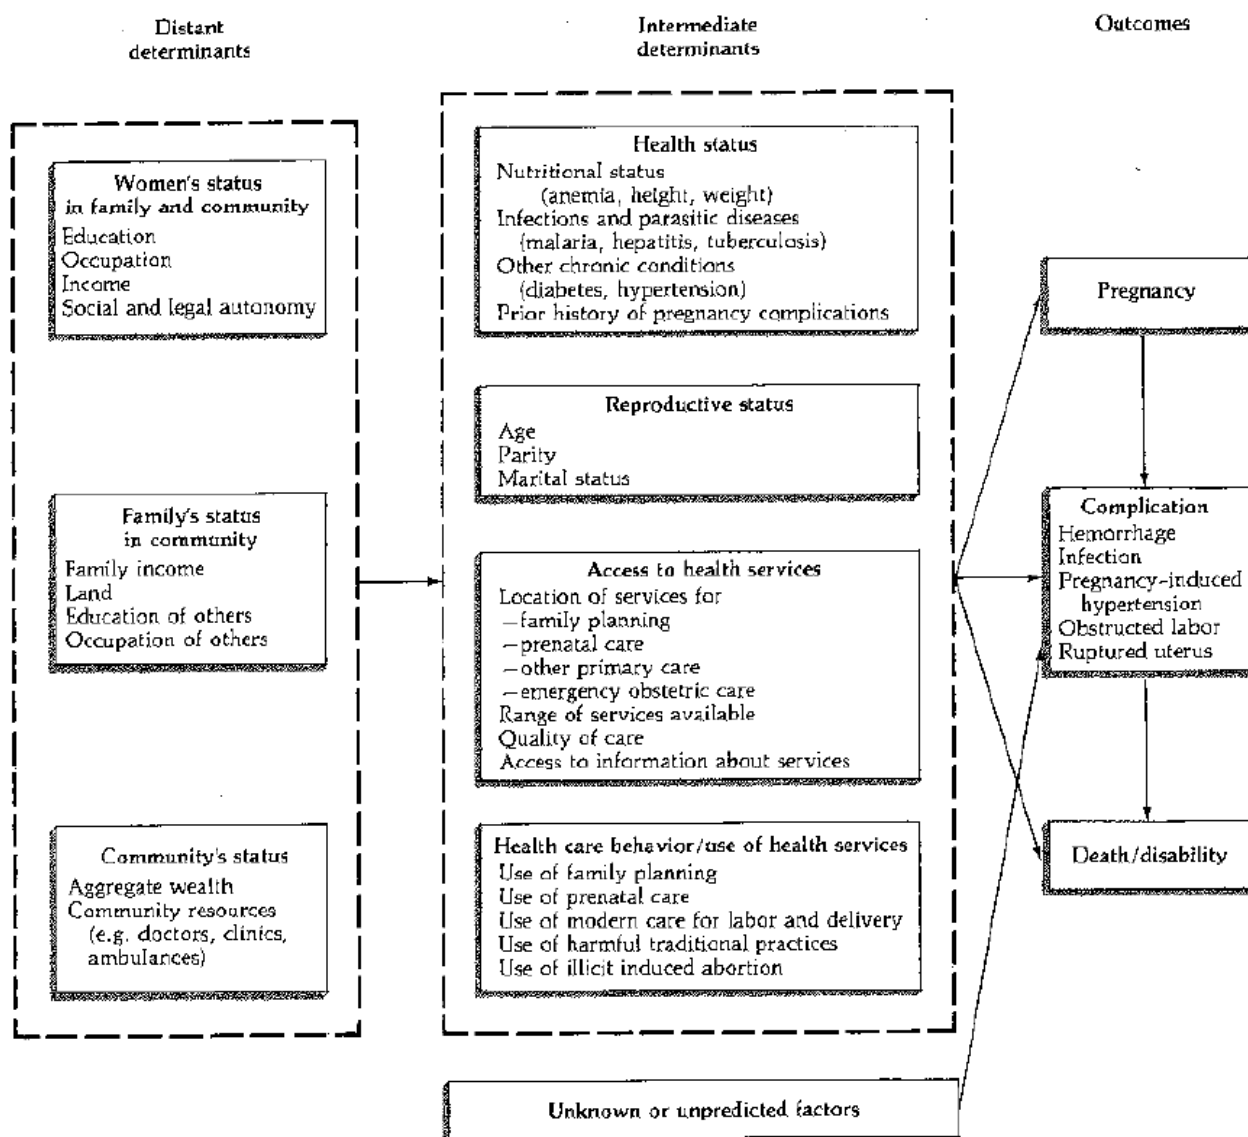 Distant
determinants
Intermediate
determinants
Outcomes
Women's status
in family and community
Education
Occupation
Income
Social and legal autonomy
Family's status
in community
Family income
Land
Education of others
Occupation of others
Community's status
Aggregate wealth
Community resources
(e.g. doctors, clinics,
ambulances)
Health status
Nutritional status
(anemia, height, weight)
Infections and parasitic diseases
(malaria, hepatitis, tuberculosis)
Other chronic conditions
(diabetes, hypertension)
Prior history of pregnancy complications
Reproductive status
Age
Parity
Marital status
Access to health services
Location of services for
—family planning
—prenatal care
—other primary care
—emergency obstetric care
Range of services available
Quality of care
Access to information about services
Health care behavior/use of health services
Use of family planning
Use of prenatal care
Use of modern care for labor and delivery
Use of harmful traditional practices
Use of illicit induced abortion
Unknown or unpredicted factors
Pregnancy
Complication
Hemorrhage
Infection
Pregnancy-induced
hypertension
Obstructed labor
Ruptured uterus
Death/disability